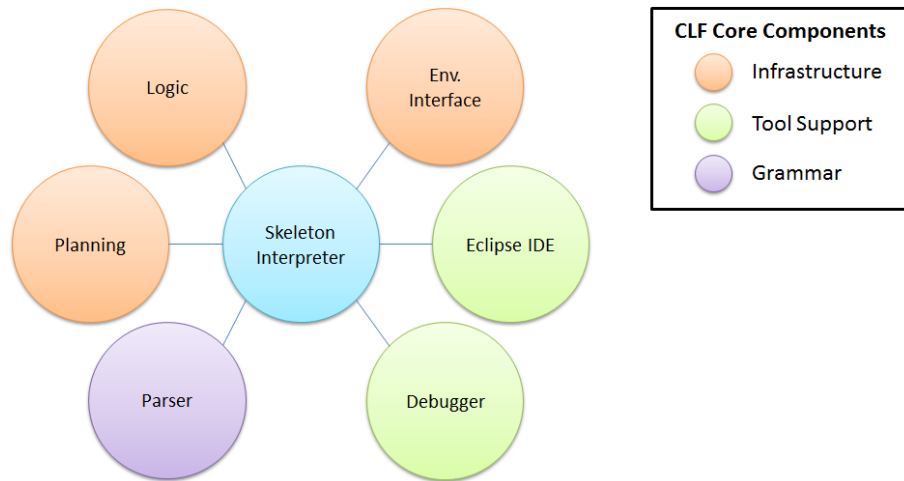 Logic
Env.
Interface
Planning
Skeleton
Interpreter
Eclipse IDE
Parser
Debugger
CLF Core Components
Infrastructure
Tool Support
Grammar